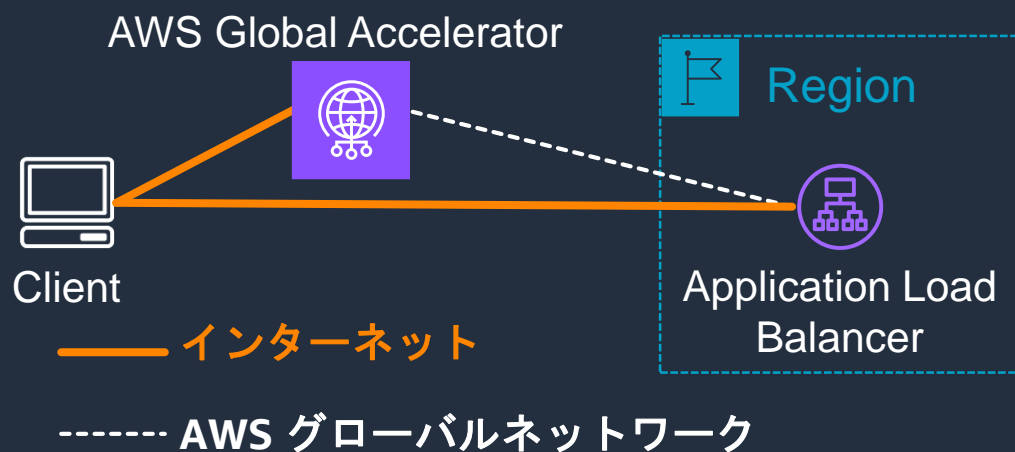 AWS Global Accelerator
Region
Client
Application Load
Balancer
インターネット
AWS グローバルネットワーク